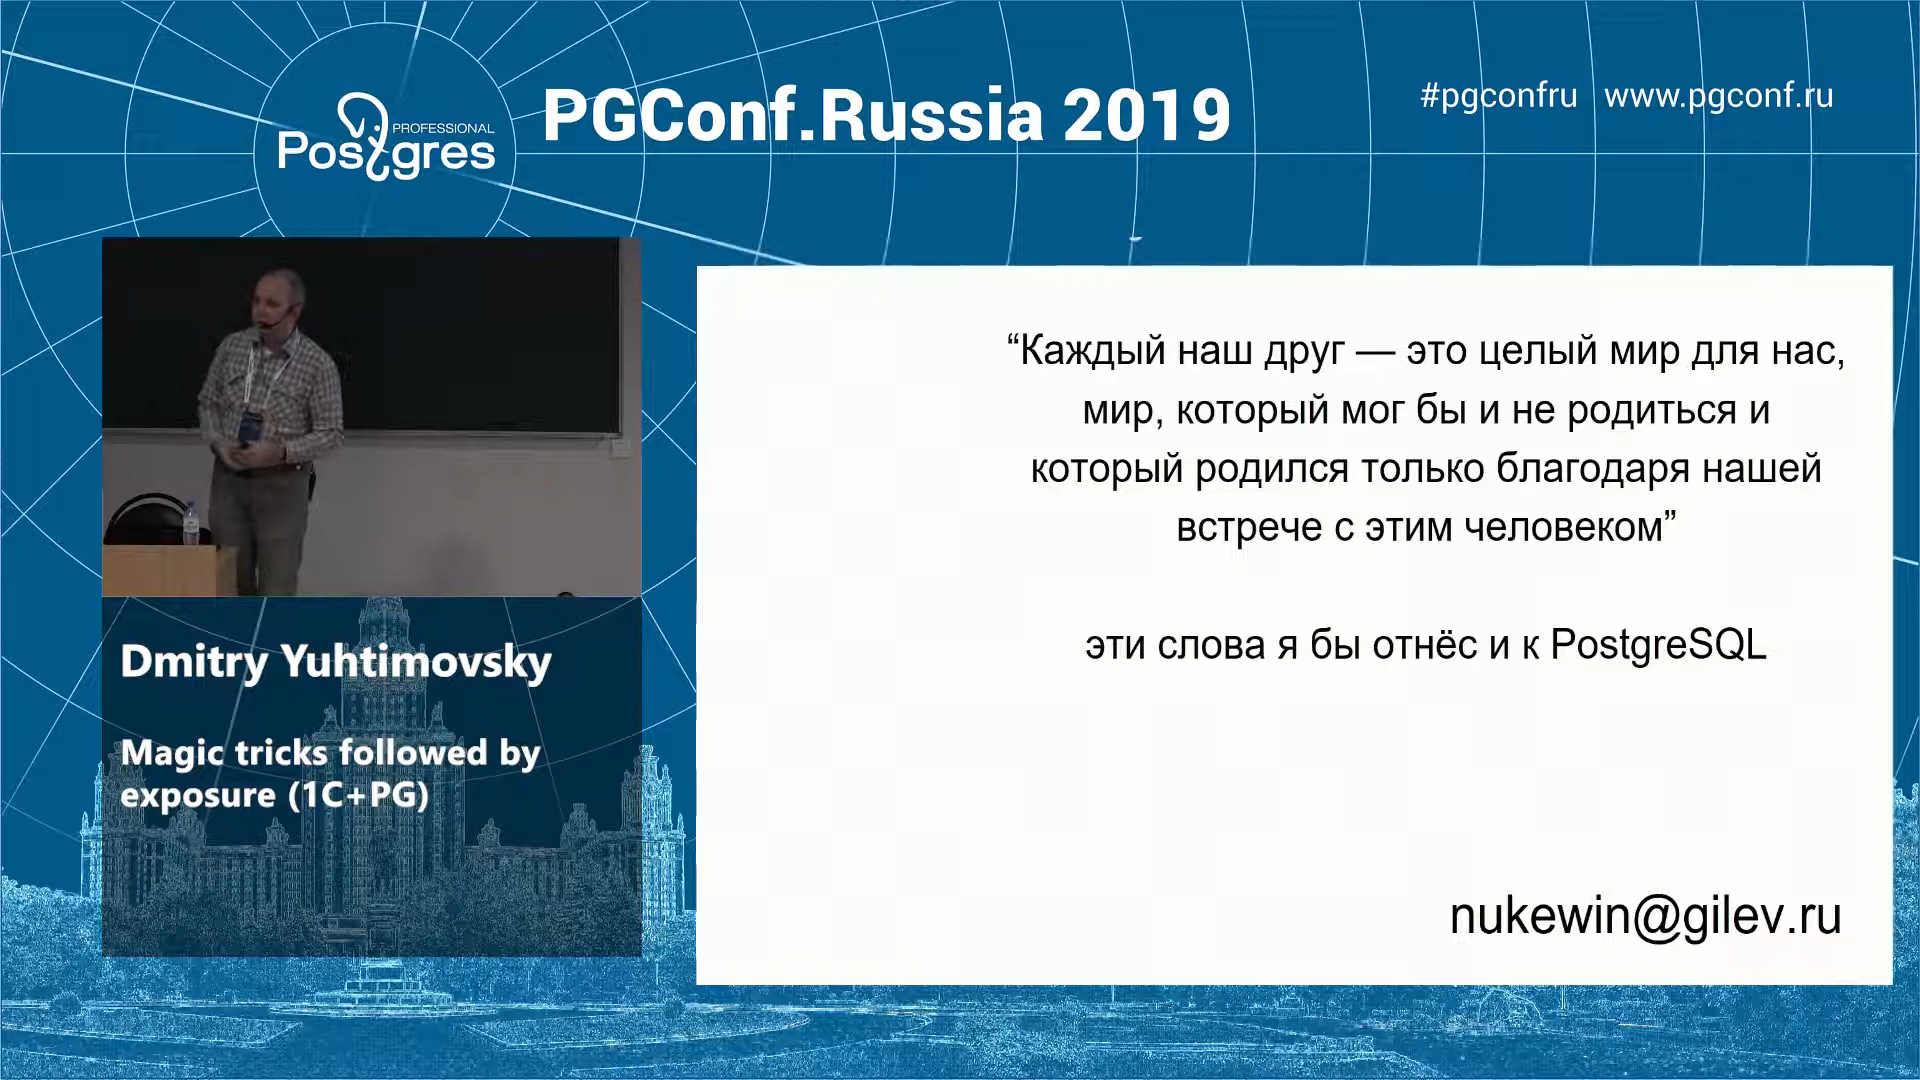 PROFESSIONAL
Postgres
PGConf.Russia 2019
#pgconfru www.pgconf.ru
“Каждый наш друг — это целый мир для нас,
мир, который мог бы и не родиться и
который родился только благодаря нашей
встрече с этим человеком”
эти слова я бы отнёс и к PostgreSQL
nukewin@gilev.ru
Dmitry Yuhtimovsky
Magic tricks followed by
exposure (1C+PG)